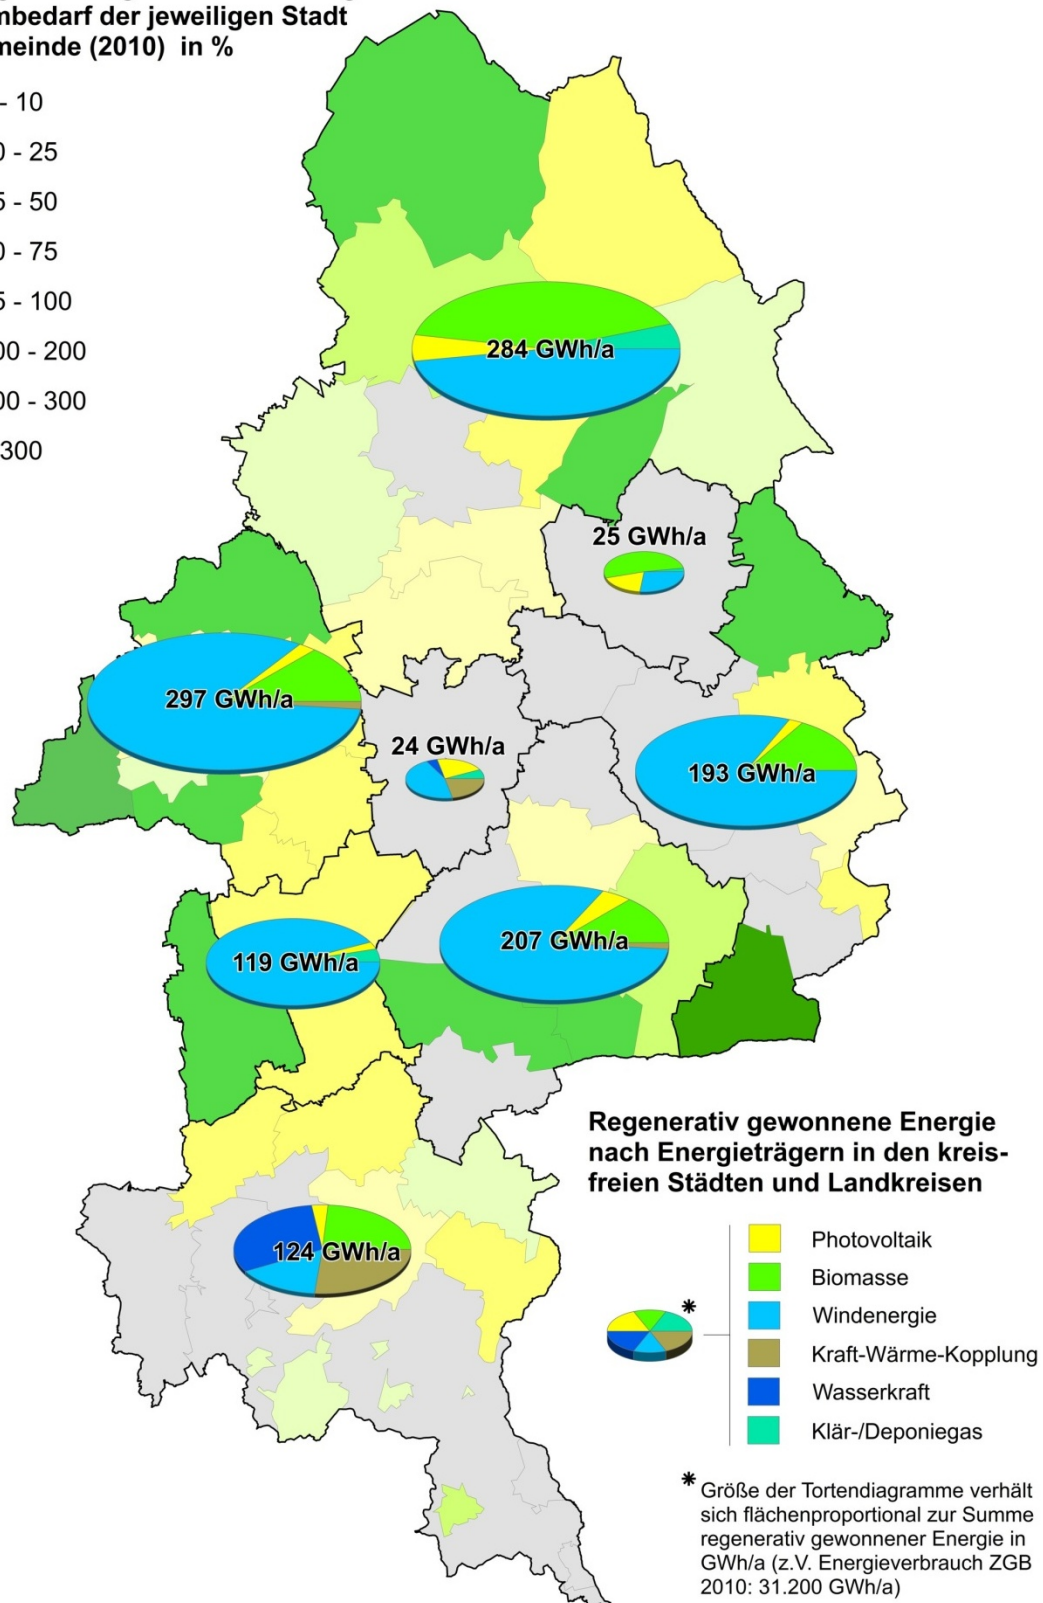 mbedarf der jeweiligen Stadt
meinde (2010) in %
- 10
0 - 25
5 - 50
0 - 75
5 - 100
00 - 200
00 - 300
300
284 GWh/a
25 GWh/a
297 GWh/a
24 GWh/a
193 GWh/a
207 GWh/a
119 GWh/a
124 GWh/a
Regenerativ gewonnene Energie
nach Energieträgern in den kreis-
freien Städten und Landkreisen
Photovoltaik
Biomasse
Windenergie
Kraft-Wärme-Kopplung
Wasserkraft
Klär-/Deponiegas
*
* Größe der Tortendiagramme verhält
sich flächenproportional zur Summe
regenerativ gewonnener Energie in
GWh/a (z.V. Energieverbrauch ZGB
2010: 31.200 GWh/a)